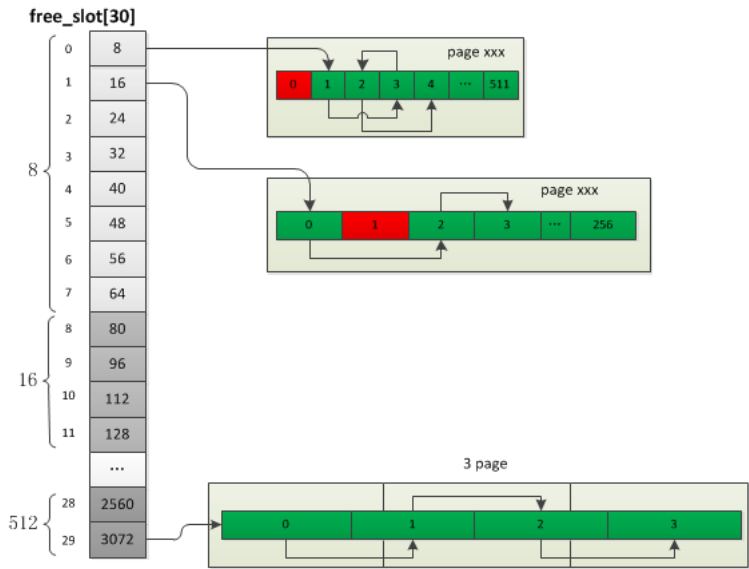 free_slot[30]
0 8
1 16
2 24
3 32
4 40
5 48
6 56
7 64
8
8 80
9 96
10 112
11 128
16
...
28 2560
29 3072
512
page xxx
0 1 2 3 4 ... 511
page xxx
0 1 2 3 ... 256
3 page
0 1 2 3